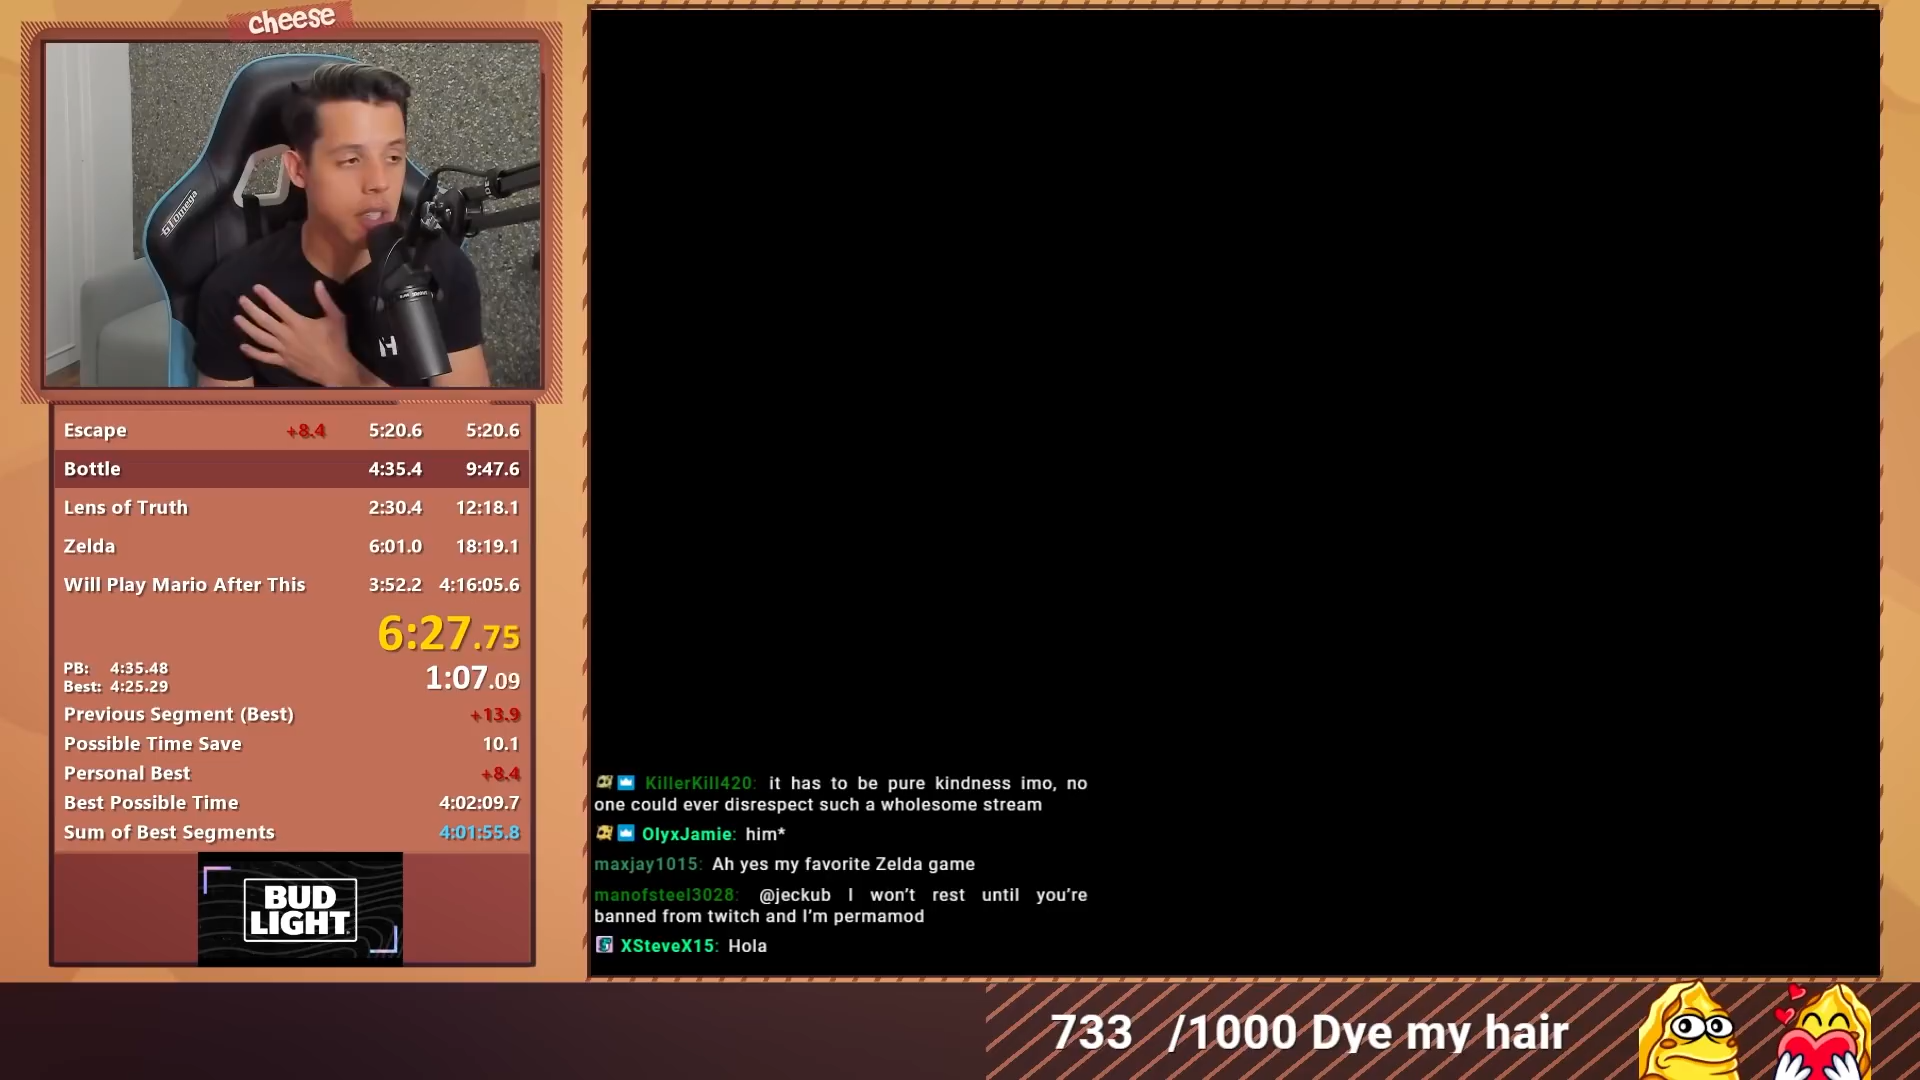 cheese
GT Omega
Escape +8.4 5:20.6 5:20.6
Bottle 4:35.4 9:47.6
Lens of Truth 2:30.4 12:18.1
Zelda 6:01.0 18:19.1
Will Play Mario After This 3:52.2 4:16:05.6
6:27.75
PB: 4:35.48
Best: 4:25.29
1:07.09
Previous Segment (Best) +13.9
Possible Time Save 10.1
Personal Best +8.4
Best Possible Time 4:02:09.7
Sum of Best Segments 4:01:55.8
BUD
LIGHT
KillerKill420: it has to be pure kindness imo, no
one could ever disrespect such a wholesome stream
OlyxJamie: him*
maxjay1015: Ah yes my favorite Zelda game
manofsteel3028: @jeckub I won't rest until you're
banned from twitch and I'm permamod
XSteveX15: Hola
733 /1000 Dye my hair